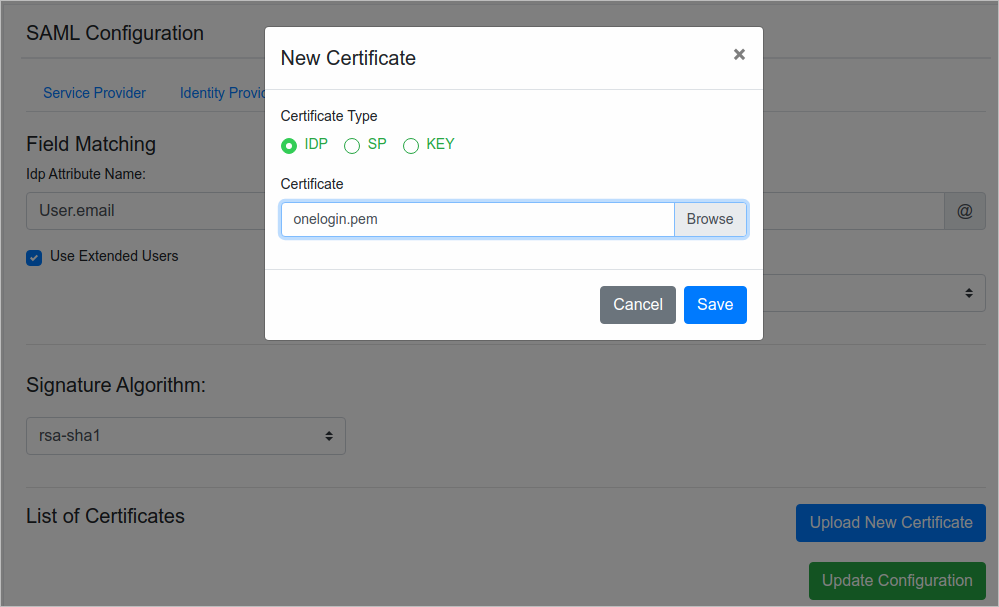 SAML Configuration
New Certificate
×
Service Provider
Certificate Type
IDP SP KEY
Field Matching
Idp Attribute Name:
Certificate
User.email
onelogin.pem
Browse
@
Use Extended Users
Cancel
Save
Signature Algorithm:
rsa-sha1
List of Certificates
Upload New Certificate
Update Configuration